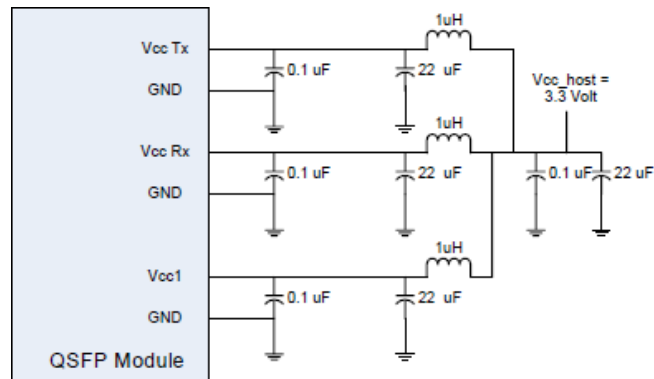 1uH
Vcc Tx
0.1 uF
22 uF
Vcc_host =
3.3 Volt
GND
1uH
Vcc Rx
0.1 uF
22 uF
0.1 uF
22 uF
GND
1uH
Vcc1
0.1 uF
22 uF
GND
QSFP Module